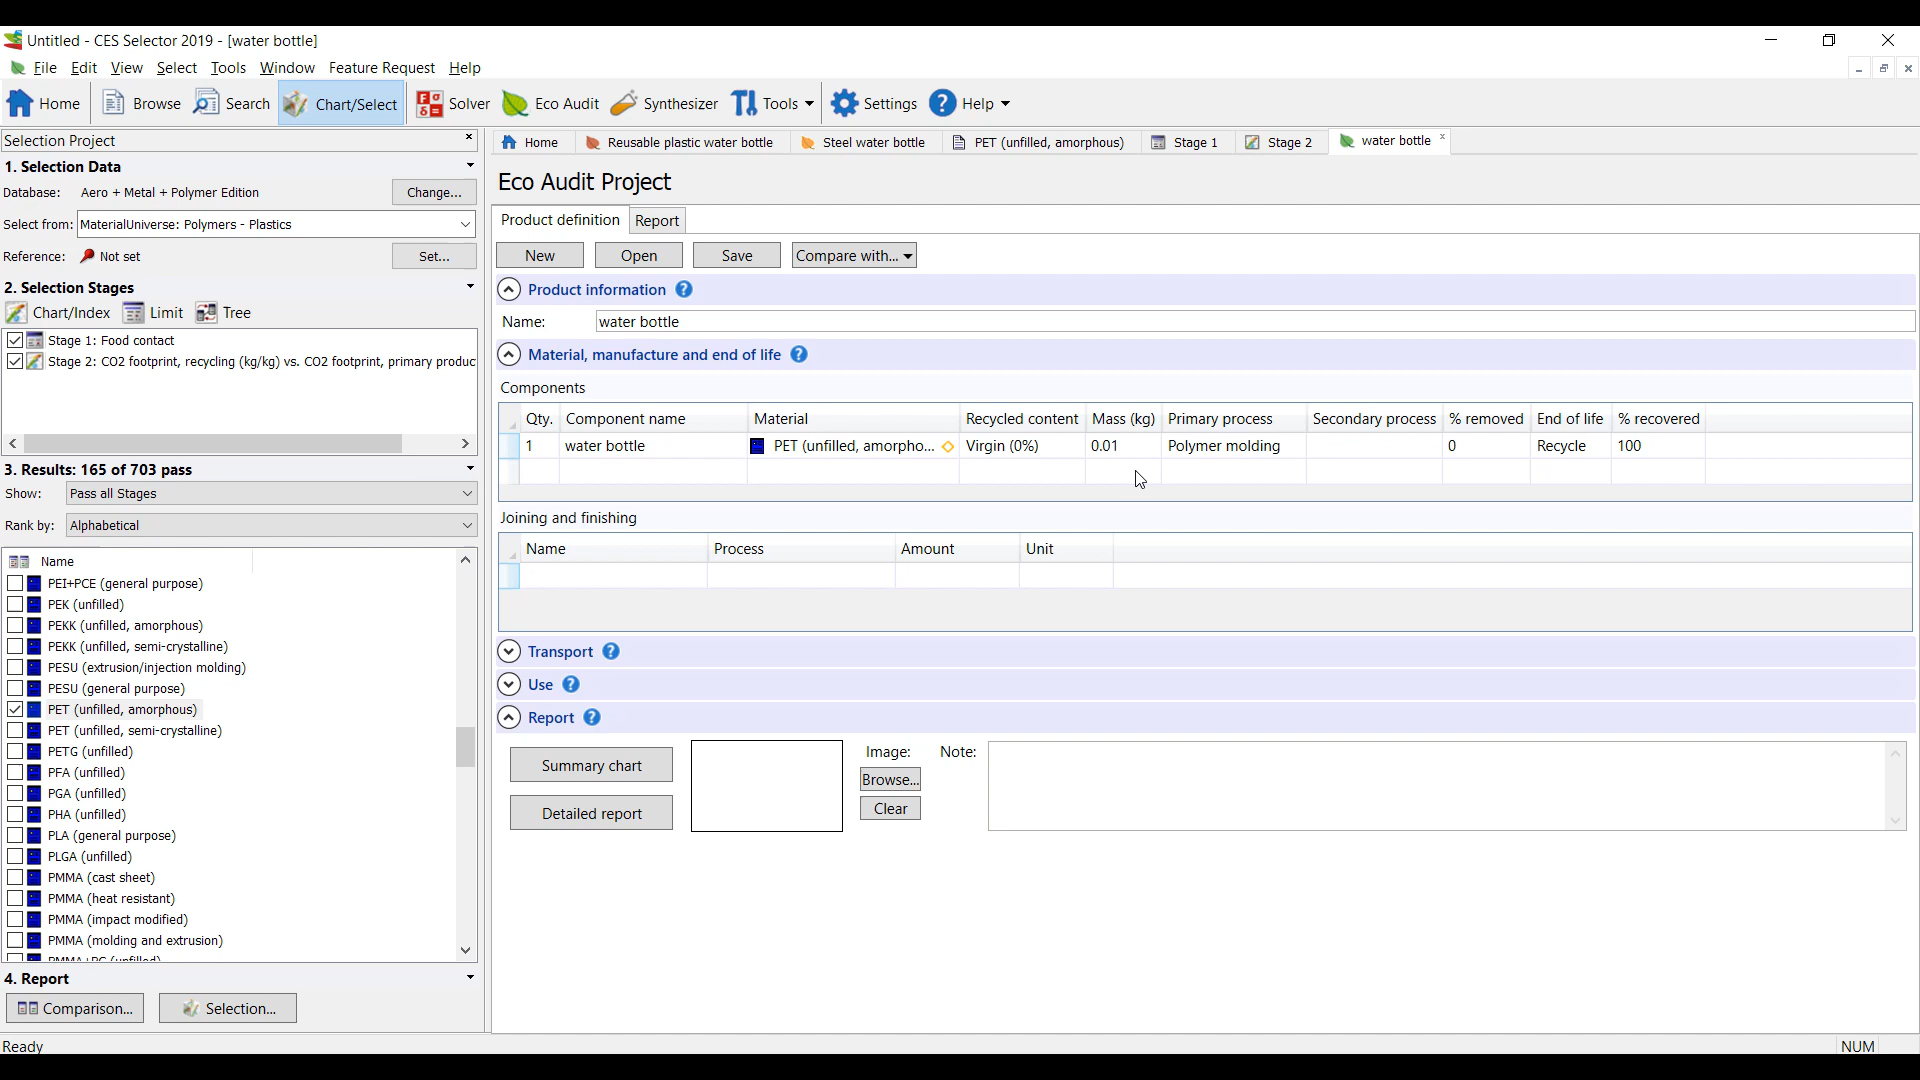 Untitled - CES Selector 2019 - [water bottle]
File Edit View Select Tools Window Feature Request Help
Home Browse Search Chart/Select Solver Eco Audit Synthesizer Tools Settings Help
Selection Project
Home Reusable plastic water bottle Steel water bottle PET (unfilled, amorphous) Stage 1 Stage 2 water bottle
1. Selection Data
Database: Aero + Metal + Polymer Edition Change...
Select from: MaterialUniverse: Polymers - Plastics
Reference: Not set Set...
2. Selection Stages
Chart/Index Limit Tree
Stage 1: Food contact
Stage 2: CO2 footprint, recycling (kg/kg) vs. CO2 footprint, primary produc
3. Results: 165 of 703 pass
Show: Pass all Stages
Rank by: Alphabetical
Name
PEI+PCE (general purpose)
PEK (unfilled)
PEKK (unfilled, amorphous)
PEKK (unfilled, semi-crystalline)
PESU (extrusion/injection molding)
PESU (general purpose)
PET (unfilled, amorphous)
PET (unfilled, semi-crystalline)
PETG (unfilled)
PFA (unfilled)
PGA (unfilled)
PHA (unfilled)
PLA (general purpose)
PLGA (unfilled)
PMMA (cast sheet)
PMMA (heat resistant)
PMMA (impact modified)
PMMA (molding and extrusion)
4. Report
Comparison... Selection...
Eco Audit Project
Product definition Report
New Open Save Compare with...
Product information ?
Name: water bottle
Material, manufacture and end of life ?
Components
Qty. Component name Material Recycled content Mass (kg) Primary process Secondary process % removed End of life % recovered
1 water bottle PET (unfilled, amorpho... Virgin (0%) 0.01 Polymer molding 0 Recycle 100
Joining and finishing
Name Process Amount Unit
Transport ?
Use ?
Report ?
Summary chart Image: Note:
Browse...
Detailed report Clear
Ready NUM